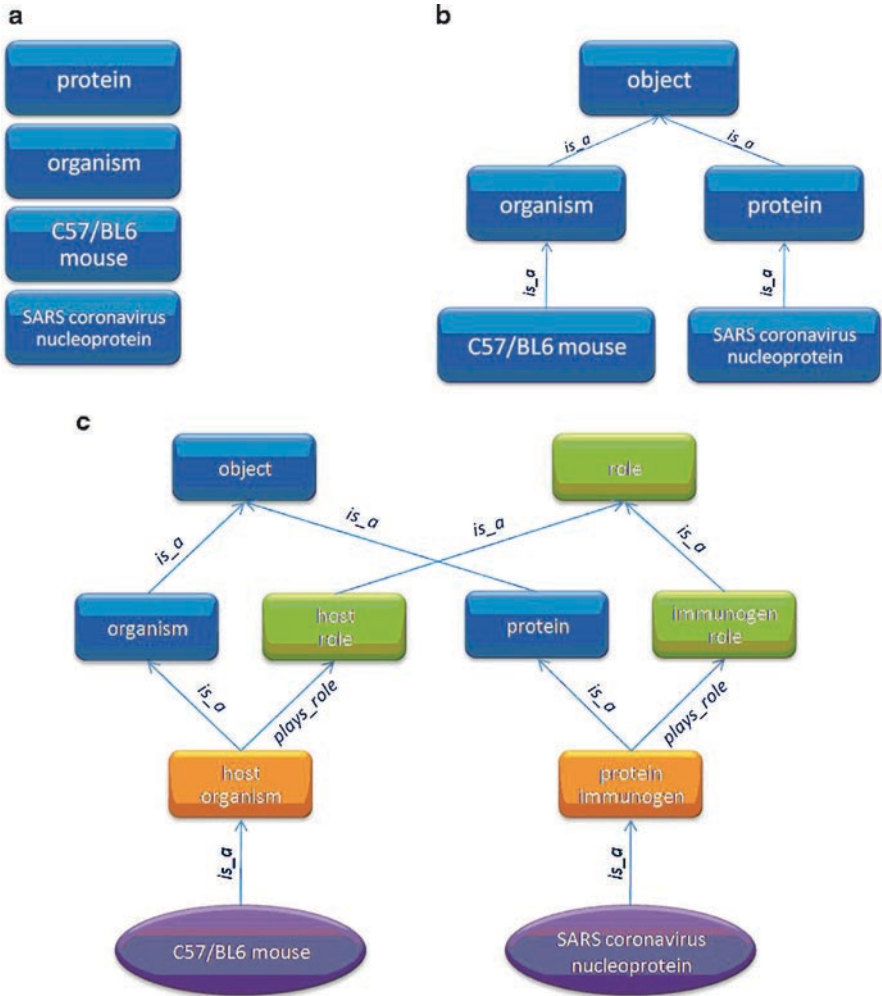 a
protein
organism
C57/BL6
mouse
SARS coronavirus
nucleoprotein
b
object
is_a
is_a
organism
protein
is_a
is_a
C57/BL6 mouse
SARS coronavirus
nucleoprotein
c
object
role
is_a
is_a
is_a
is_a
organism
host
role
protein
immunogen
role
is_a
plays_role
is_a
plays_role
host
organism
protein
immunogen
is_a
is_a
C57/BL6 mouse
SARS coronavirus
nucleoprotein